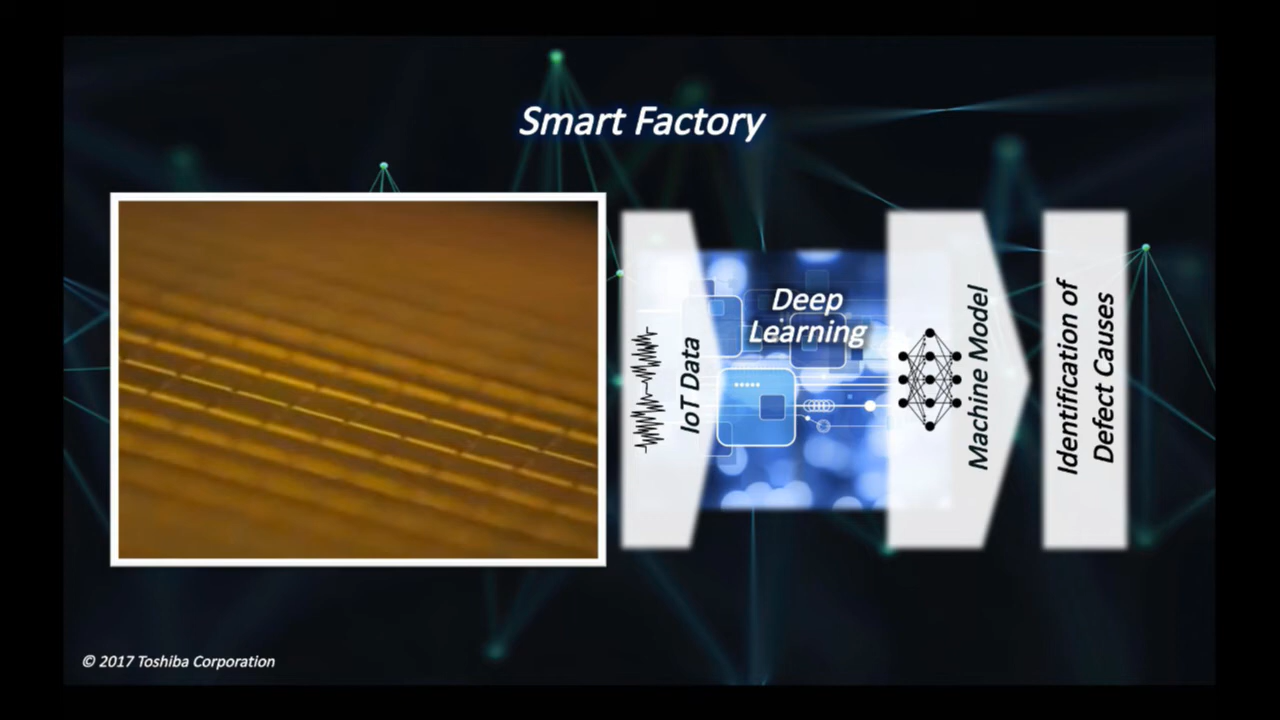 Smart Factory
IoT Data
Deep
Learning
Machine Model
Identification of
Defect Causes
© 2017 Toshiba Corporation